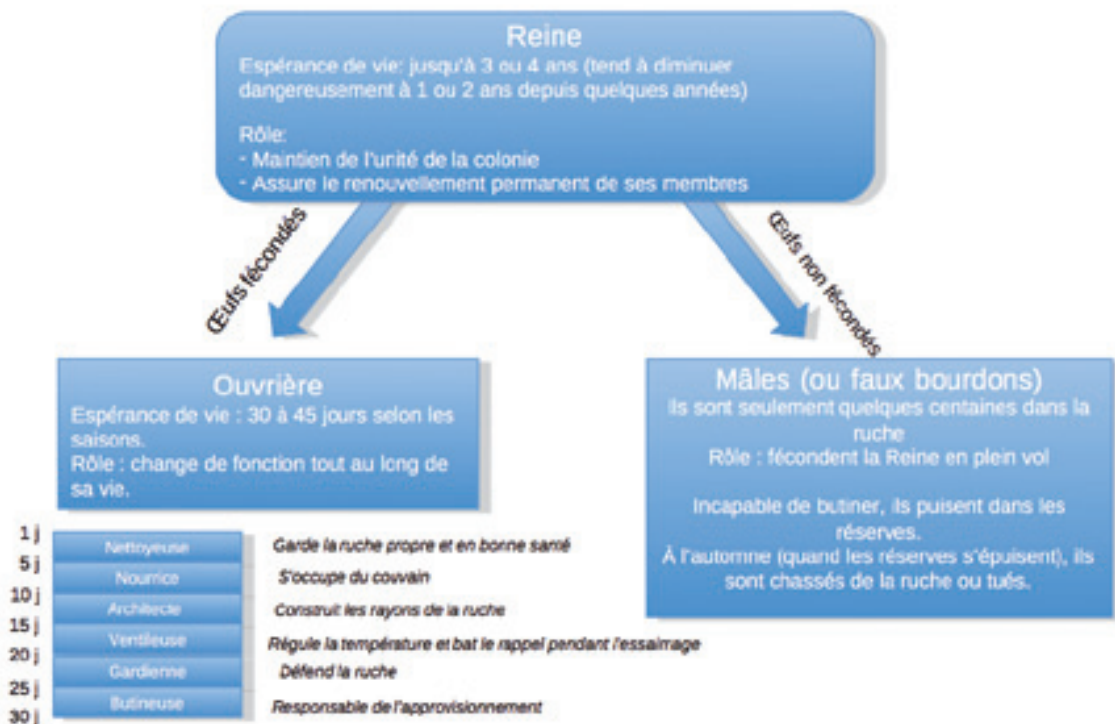 Reine
Espérance de vie: jusqu'à 3 ou 4 ans (tend à diminuer
dangereusement à 1 ou 2 ans depuis quelques années)
Rôle:
- Maintien de l'unité de la colonie
- Assure le renouvellement permanent de ses membres
Œufs fécondés
Œufs non fécondés
Ouvrière
Espérance de vie : 30 à 45 jours selon les
saisons.
Rôle : change de fonction tout au long de
sa vie.
Mâles (ou faux bourdons)
Ils sont seulement quelques centaines dans la
ruche
Rôle : fécondent la Reine en plein vol
Incapable de butiner, ils puisent dans les
réserves.
À l'automne (quand les réserves s'épuisent), ils
sont chassés de la ruche ou tués.
1 j
Nettoyeuse
Garde la ruche propre et en bonne santé
5 j
Nourrice
S'occupe du couvain
10 j
Architecte
Construit les rayons de la ruche
15 j
Ventileuse
Régule la température et bat le rappel pendant l'essaimage
20 j
Gardienne
Défend la ruche
25 j
Butineuse
Responsable de l'approvisionnement
30 j